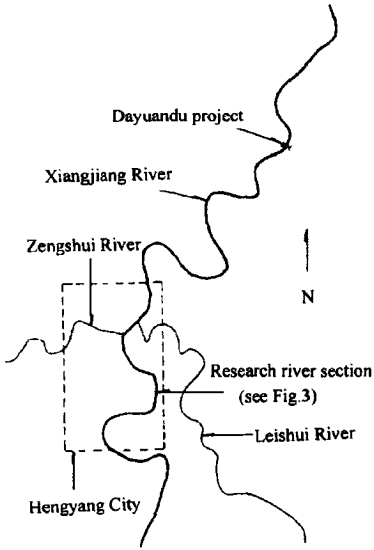 Dayuandu project
Xiangjiang River
Zengshui River
N
Research river section
(see Fig.3)
Leishui River
Hengyang City